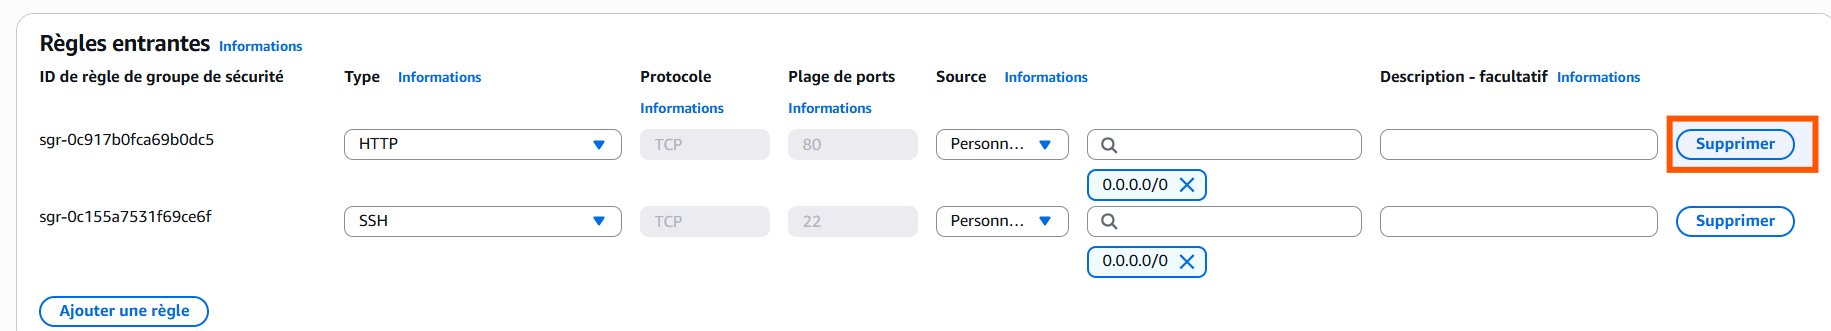 Règles entrantes Informations
ID de règle de groupe de sécurité Type Informations Protocole Plage de ports Source Informations Description - facultatif Informations
Informations Informations
sgr-0c917b0fca69b0dc5 HTTP TCP 80 Personn... Supprimer
0.0.0.0/0
sgr-0c155a7531f69ce6f SSH TCP 22 Personn... Supprimer
0.0.0.0/0
Ajouter une règle